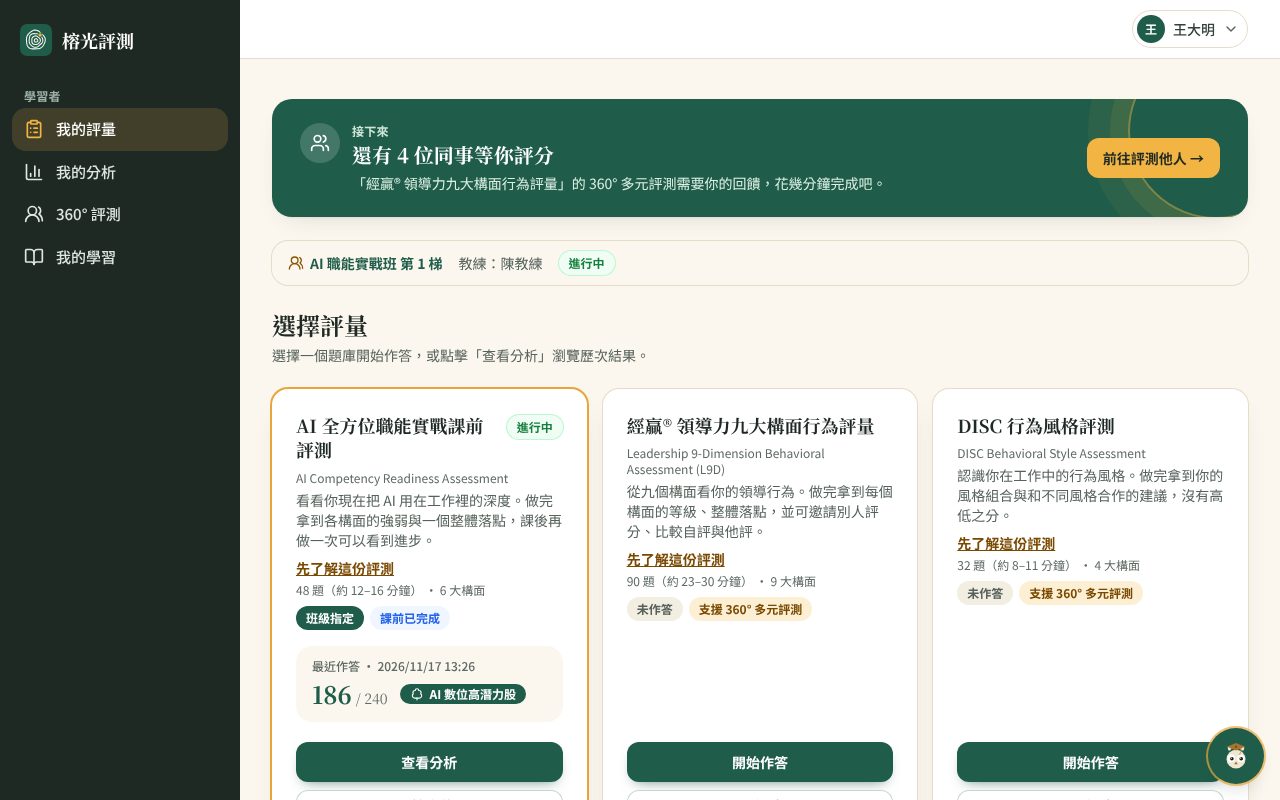 榕光評測
學習者
我的評量
我的分析
360° 評測
我的學習
王
王大明
接下來
還有 4 位同事等你評分
「經贏® 領導力九大構面行為評量」的 360° 多元評測需要你的回饋，花幾分鐘完成吧。
前往評測他人 →
AI 職能實戰班 第 1 梯
教練：陳教練
進行中
選擇評量
選擇一個題庫開始作答，或點擊「查看分析」瀏覽歷次結果。
AI 全方位職能實戰課前
評測
進行中
AI Competency Readiness Assessment
看看你現在把 AI 用在工作裡的深度。做完
拿到各構面的強弱與一個整體落點，課後再
做一次可以看到進步。
先了解這份評測
48 題（約 12–16 分鐘） · 6 大構面
班級指定
課前已完成
最近作答 · 2026/11/17 13:26
186 / 240
AI 數位高潛力股
查看分析
經贏® 領導力九大構面行為評量
Leadership 9-Dimension Behavioral
Assessment (L9D)
從九個構面看你的領導行為。做完拿到每個
構面的等級、整體落點，並可邀請別人評
分、比較自評與他評。
先了解這份評測
90 題（約 23–30 分鐘） · 9 大構面
未作答
支援 360° 多元評測
開始作答
DISC 行為風格評測
DISC Behavioral Style Assessment
認識你在工作中的行為風格。做完拿到你的
風格組合與和不同風格合作的建議，沒有高
低之分。
先了解這份評測
32 題（約 8–11 分鐘） · 4 大構面
未作答
支援 360° 多元評測
開始作答